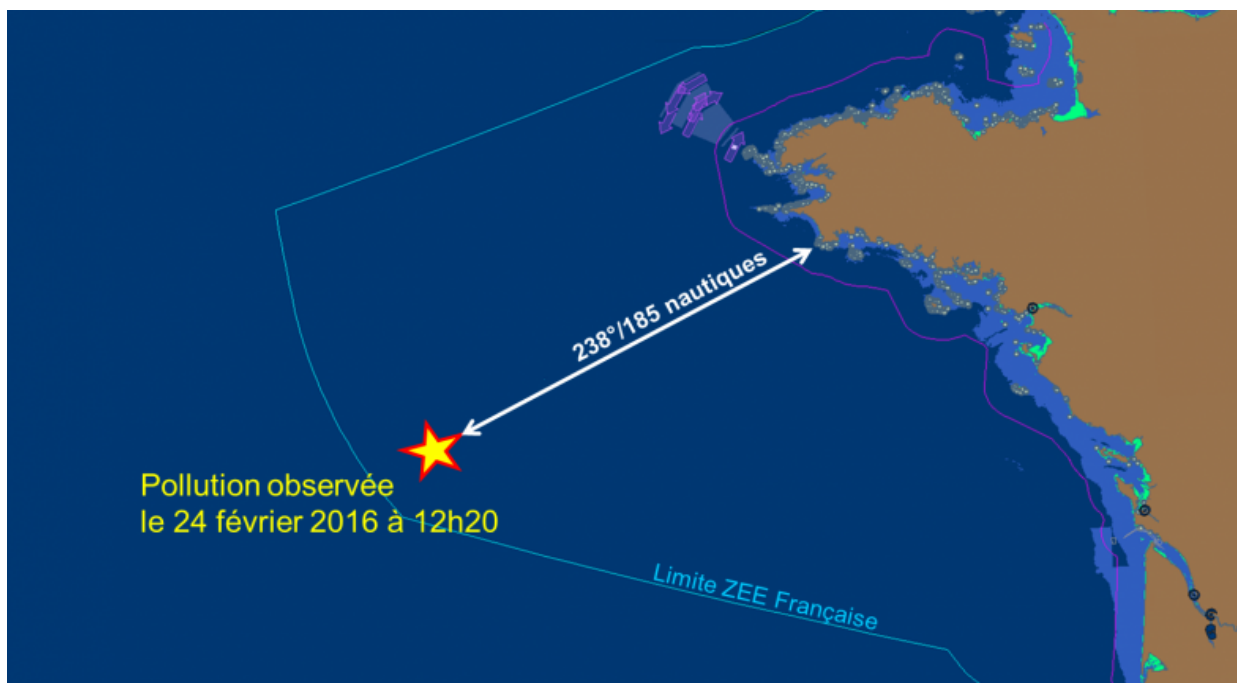 238°/185 nautiques
Pollution observée
le 24 février 2016 à 12h20
Limite ZEE Française